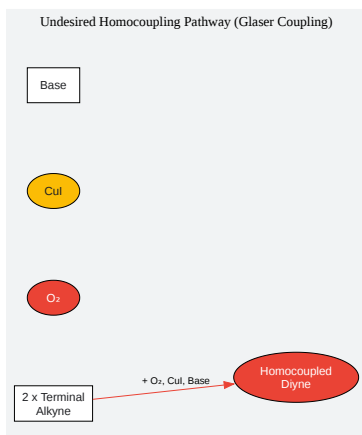 Undesired Homocoupling Pathway (Glaser Coupling)
Base
CuI
O₂
+ O₂, CuI, Base
Homocoupled
Diyne
2 x Terminal
Alkyne